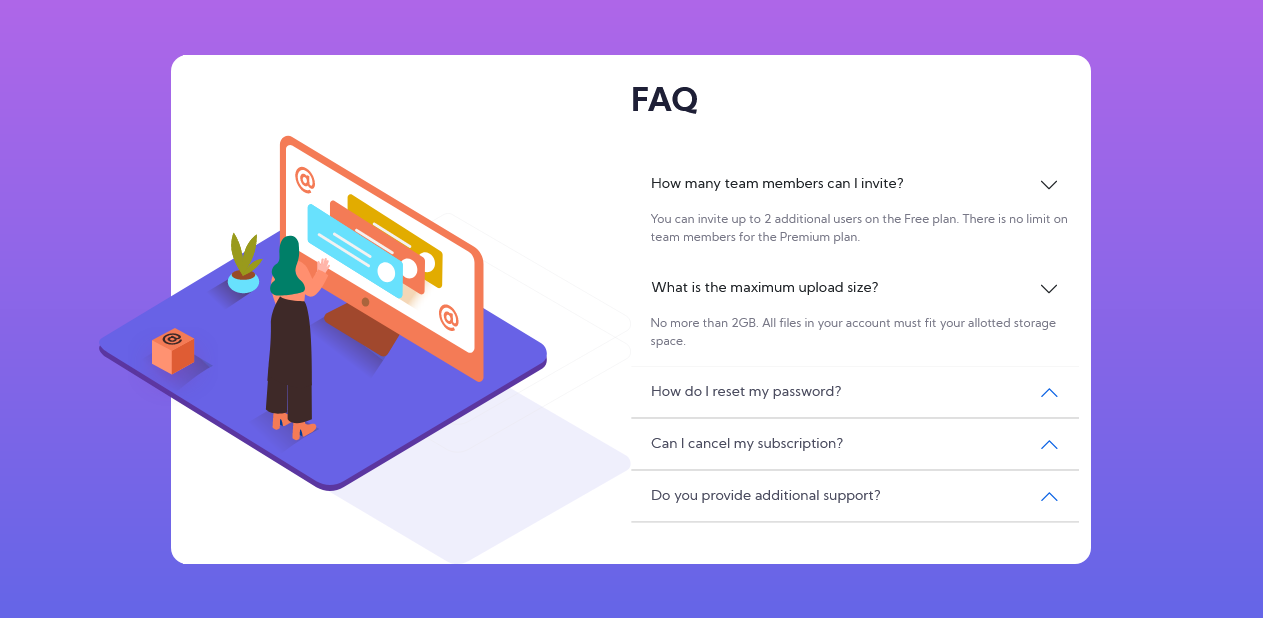 FAQ
How many team members can I invite?
You can invite up to 2 additional users on the Free plan. There is no limit on
team members for the Premium plan.
What is the maximum upload size?
No more than 2GB. All files in your account must fit your allotted storage
space.
How do I reset my password?
Can I cancel my subscription?
Do you provide additional support?
@
@
@